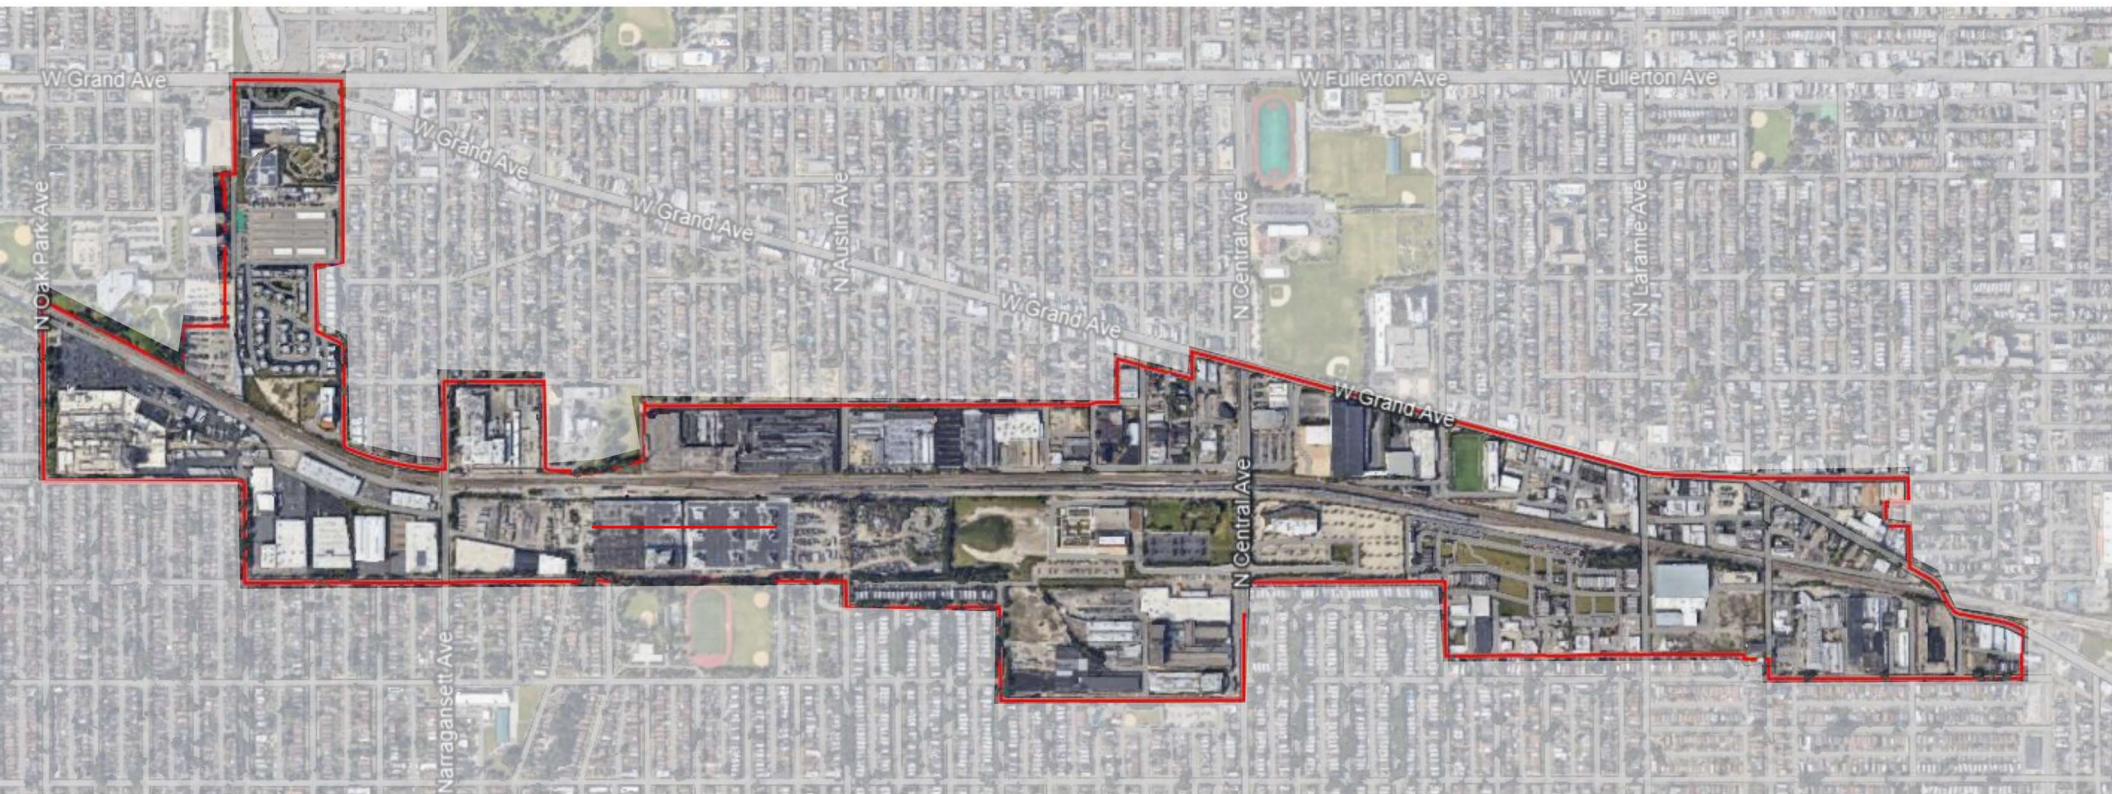 W Grand Ave
W Fullerton Ave
W Fullerton Ave
W Grand Ave
N Oak Park Ave
W Grand Ave
N Austin Ave
N Central Ave
N Laramie Ave
W Grand Ave
W Grand Ave
N Central Ave
Narragansett Ave